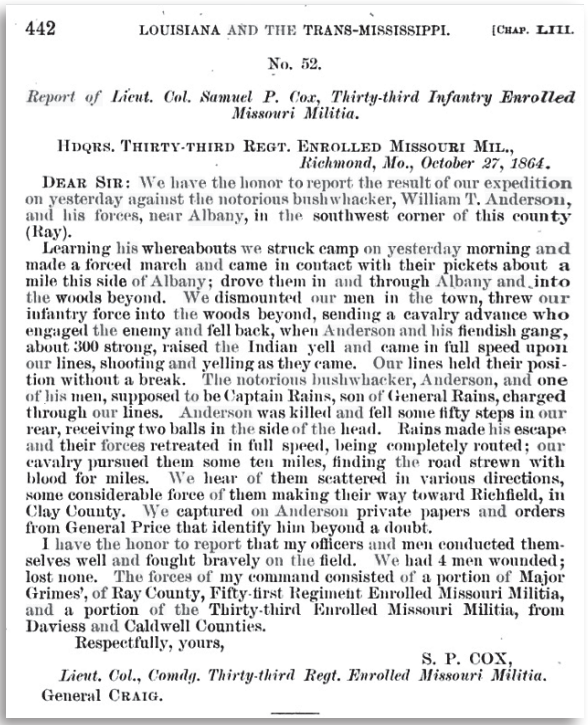 442 LOUISIANA AND THE TRANS-MISSISSIPPI. [CHAP. LIII.
No. 52.
Report of Lieut. Col. Samuel P. Cox, Thirty-third Infantry Enrolled
Missouri Militia.
HDQRS. THIRTY-THIRD REGT. ENROLLED MISSOURI MIL.,
Richmond, Mo., October 27, 1864.
DEAR SIR: We have the honor to report the result of our expedition
on yesterday against the notorious bushwhacker, William T. Anderson,
and his forces, near Albany, in the southwest corner of this county
(Ray).
Learning his whereabouts we struck camp on yesterday morning and
made a forced march and came in contact with their pickets about a
mile this side of Albany; drove them in and through Albany and into
the woods beyond. We dismounted our men in the town, threw our
infantry force into the woods beyond, sending a cavalry advance who
engaged the enemy and fell back, when Anderson and his fiendish gang,
about 300 strong, raised the Indian yell and came in full speed upon
our lines, shooting and yelling as they came. Our lines held their posi-
tion without a break. The notorious bushwhacker, Anderson, and one
of his men, supposed to be Captain Rains, son of General Rains, charged
through our lines. Anderson was killed and fell some fifty steps in our
rear, receiving two balls in the side of the head. Rains made his escape
and their forces retreated in full speed, being completely routed; our
cavalry pursued them some ten miles, finding the road strewn with
blood for miles. We hear of them scattered in various directions,
some considerable force of them making their way toward Richfield, in
Clay County. We captured on Anderson private papers and orders
from General Price that identify him beyond a doubt.
I have the honor to report that my officers and men conducted them-
selves well and fought bravely on the field. We had 4 men wounded;
lost none. The forces of my command consisted of a portion of Major
Grimes', of Ray County, Fifty-first Regiment Enrolled Missouri Militia,
and a portion of the Thirty-third Enrolled Missouri Militia, from
Daviess and Caldwell Counties.
Respectfully, yours,
S. P. COX,
Lieut. Col., Comdg. Thirty-third Regt. Enrolled Missouri Militia.
General CRAIG.